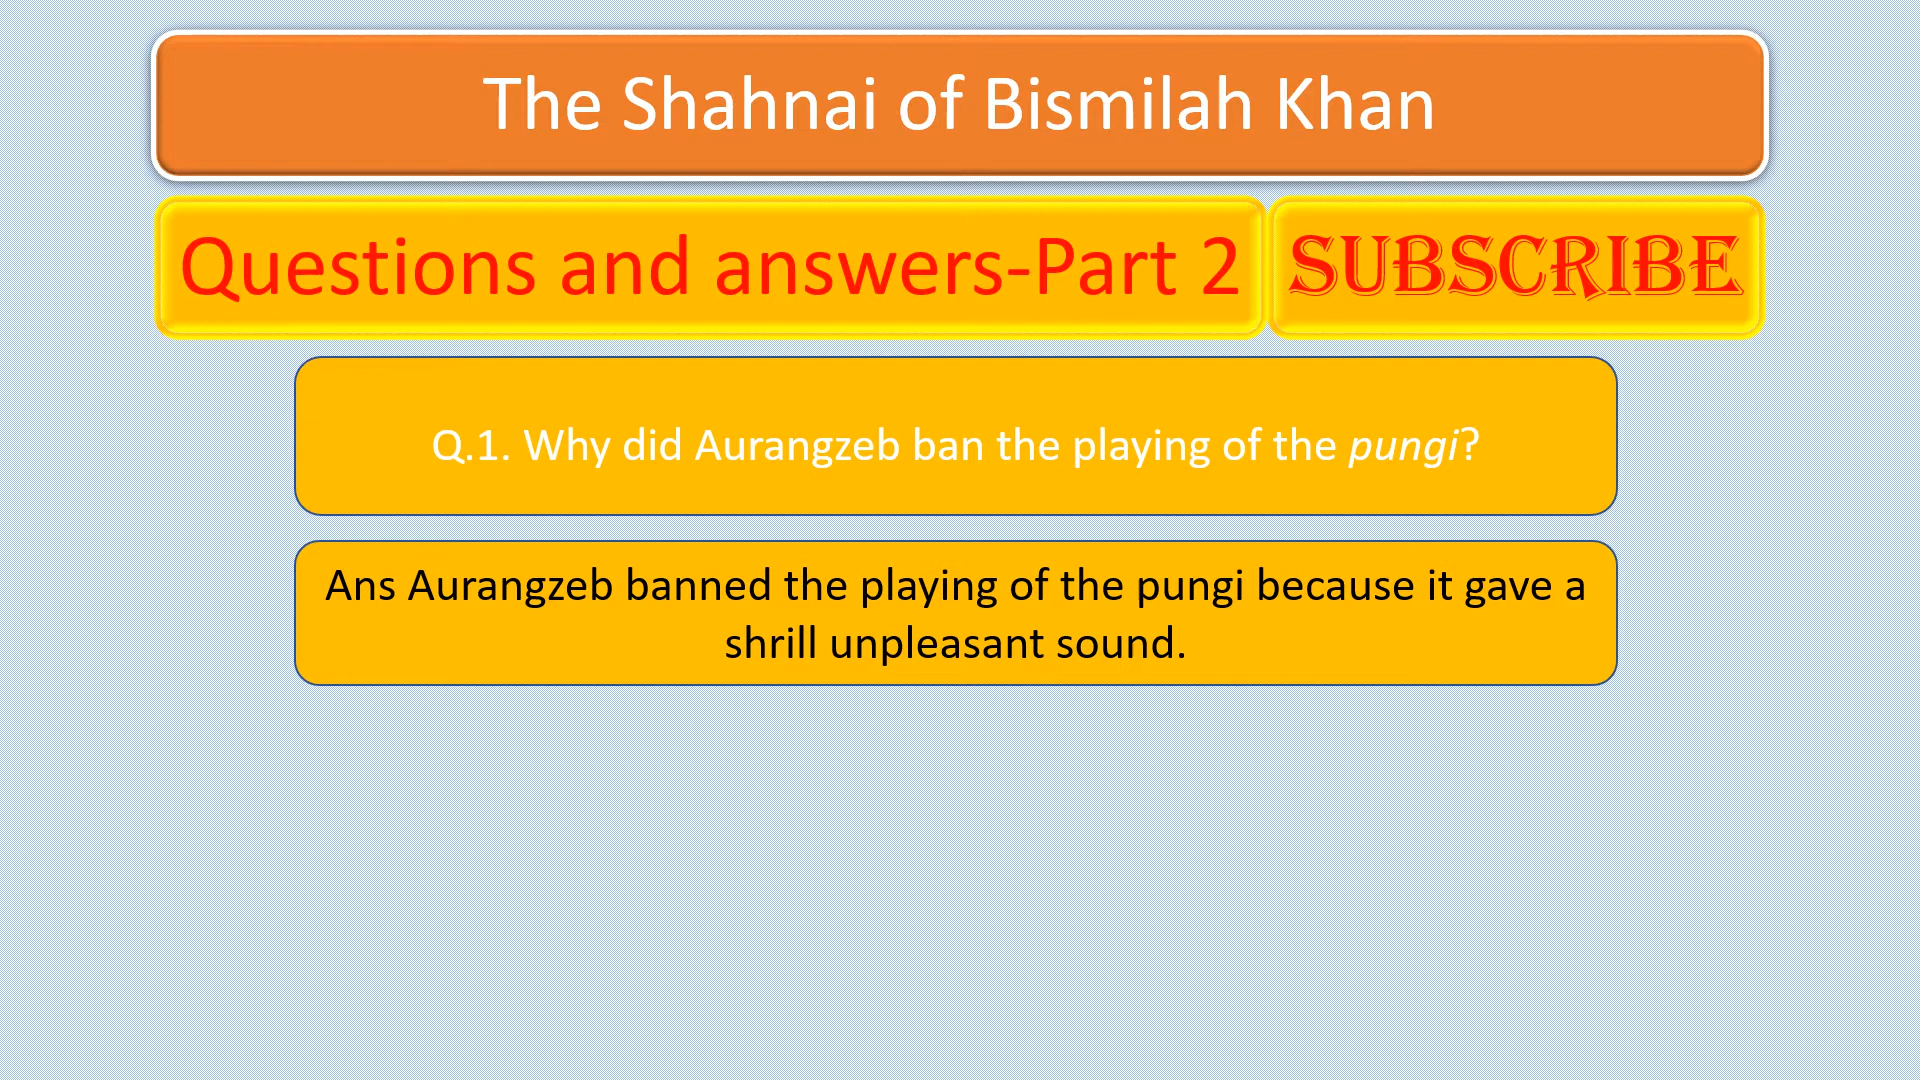 The Shahnai of Bismilah Khan
Questions and answers-Part 2
SUBSCRIBE
Q.1. Why did Aurangzeb ban the playing of the pungi?
Ans Aurangzeb banned the playing of the pungi because it gave a
shrill unpleasant sound.